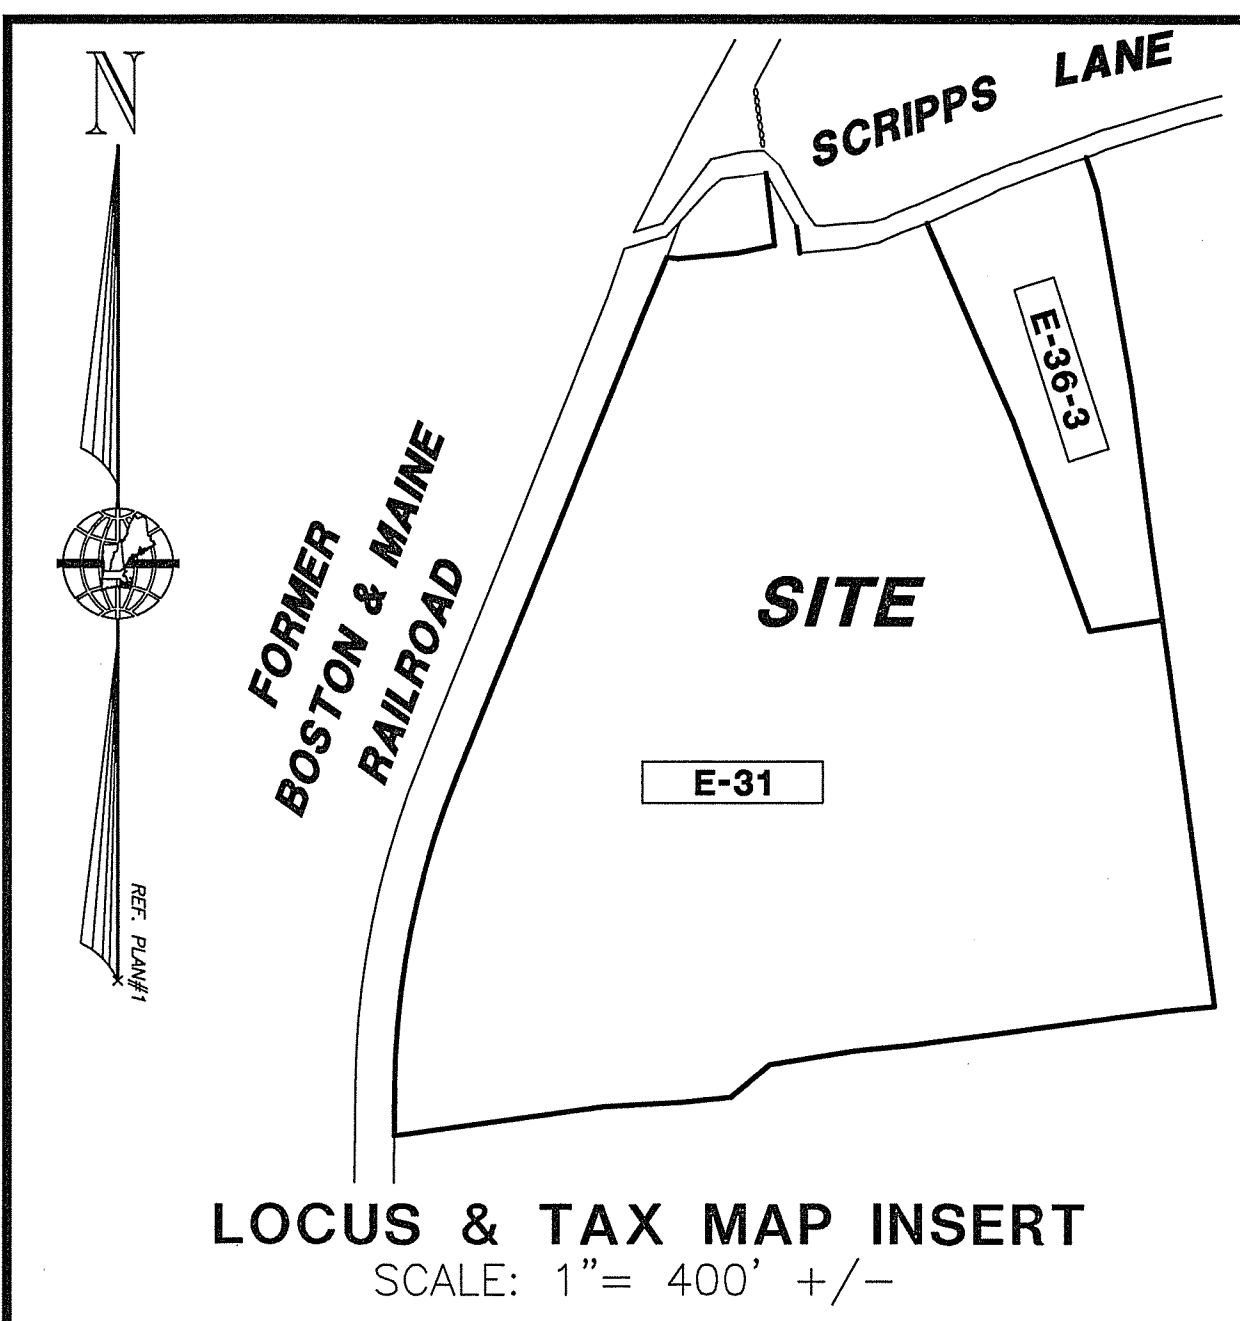 N
SCRIPPS LANE
E-36-3
FORMER
BOSTON & MAINE
RAILROAD
SITE
E-31
REF. PLAN#1
LOCUS & TAX MAP INSERT
SCALE: 1"= 400' +/-